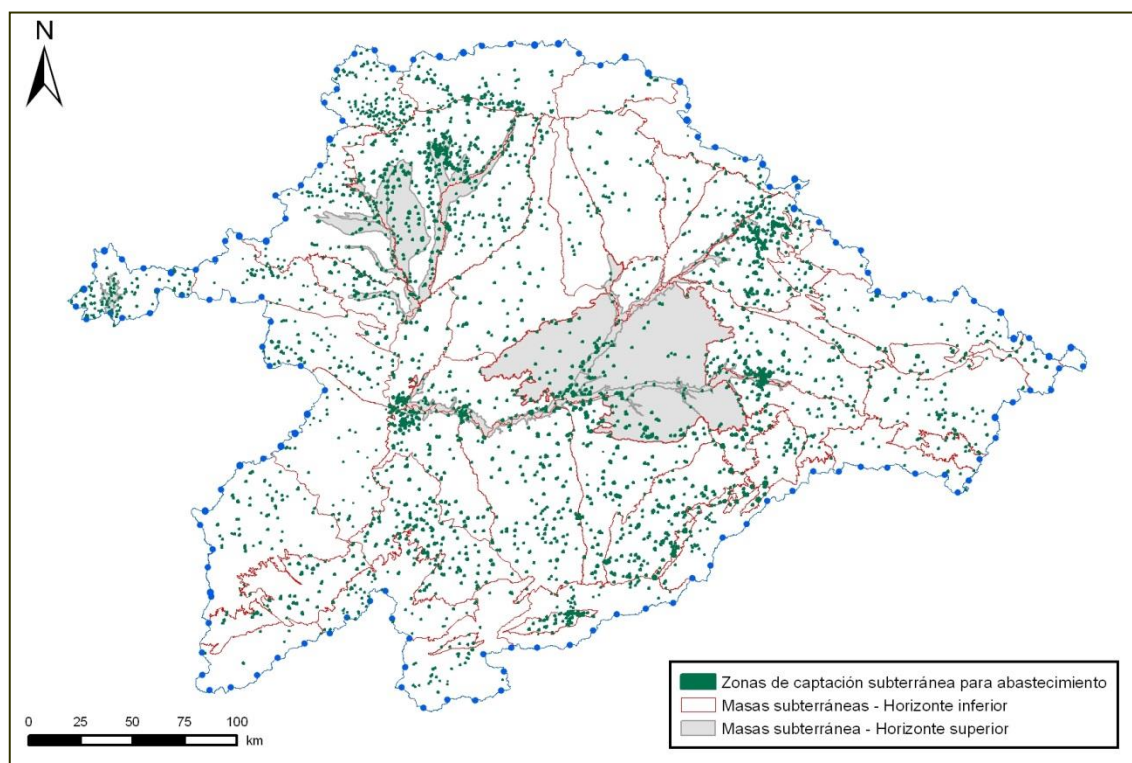 N
Zonas de captación subterránea para abastecimiento
Masas subterráneas - Horizonte inferior
Masas subterránea - Horizonte superior
0 25 50 75 100
km